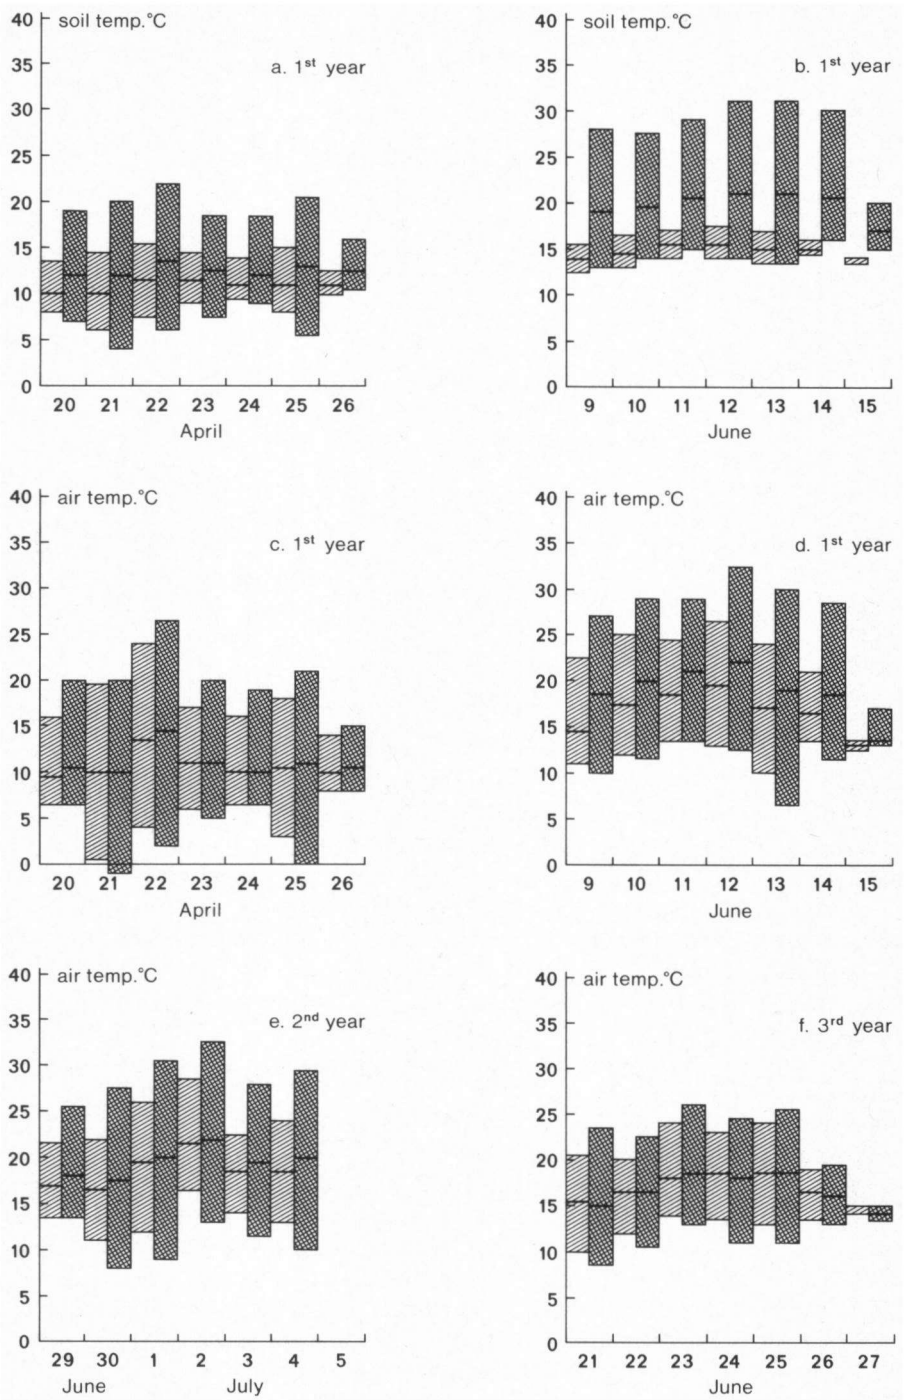 soil temp.°C
a. 1st year
40
35
30
25
20
15
10
5
0
20 21 22 23 24 25 26
April
soil temp.°C
b. 1st year
40
35
30
25
20
15
10
5
0
9 10 11 12 13 14 15
June
air temp.°C
c. 1st year
40
35
30
25
20
15
10
5
0
20 21 22 23 24 25 26
April
air temp.°C
d. 1st year
40
35
30
25
20
15
10
5
0
9 10 11 12 13 14 15
June
air temp.°C
e. 2nd year
40
35
30
25
20
15
10
5
0
29 30 1 2 3 4 5
June July
air temp.°C
f. 3rd year
40
35
30
25
20
15
10
5
0
21 22 23 24 25 26 27
June